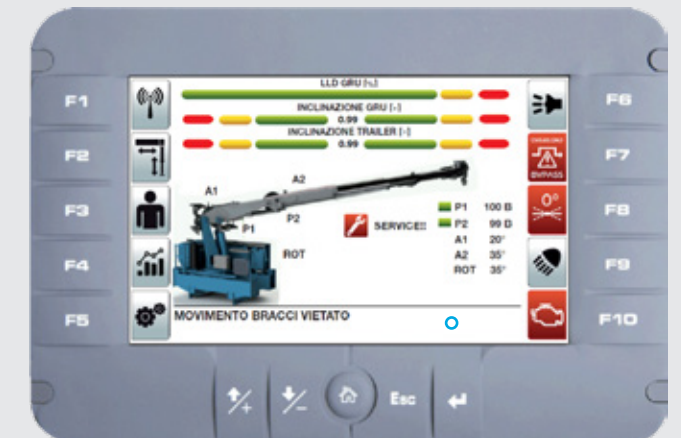 LLD GRU [%]
INCLINAZIONE GRU [-]
0.99
INCLINAZIONE TRAILER [-]
0.99
F1
F2
F3
F4
F5
F6
F7
F8
F9
F10
BYPASS
0°
A1
A2
P1
P2
ROT
SERVICE!!
P1 100 B
P2 99 B
A1 20°
A2 35°
ROT 35°
MOVIMENTO BRACCI VIETATO
+
-
Esc